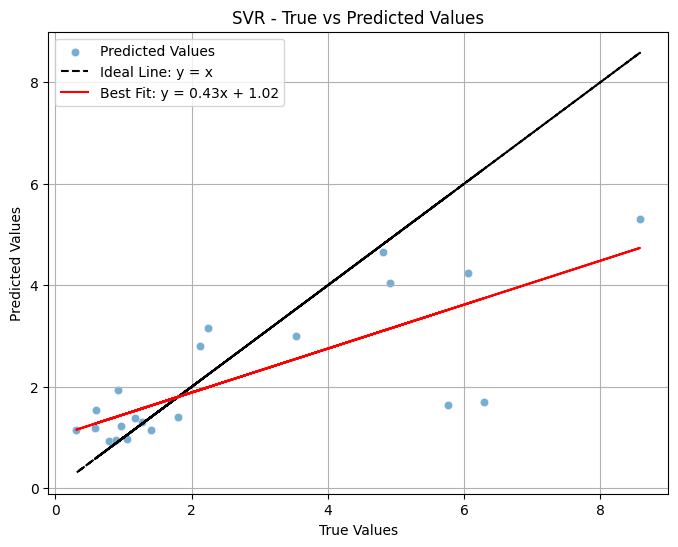 SVR - True vs Predicted Values
Predicted Values
Ideal Line: y = x
Best Fit: y = 0.43x + 1.02
8
6
4
2
0
Predicted Values
0 2 4 6 8
True Values